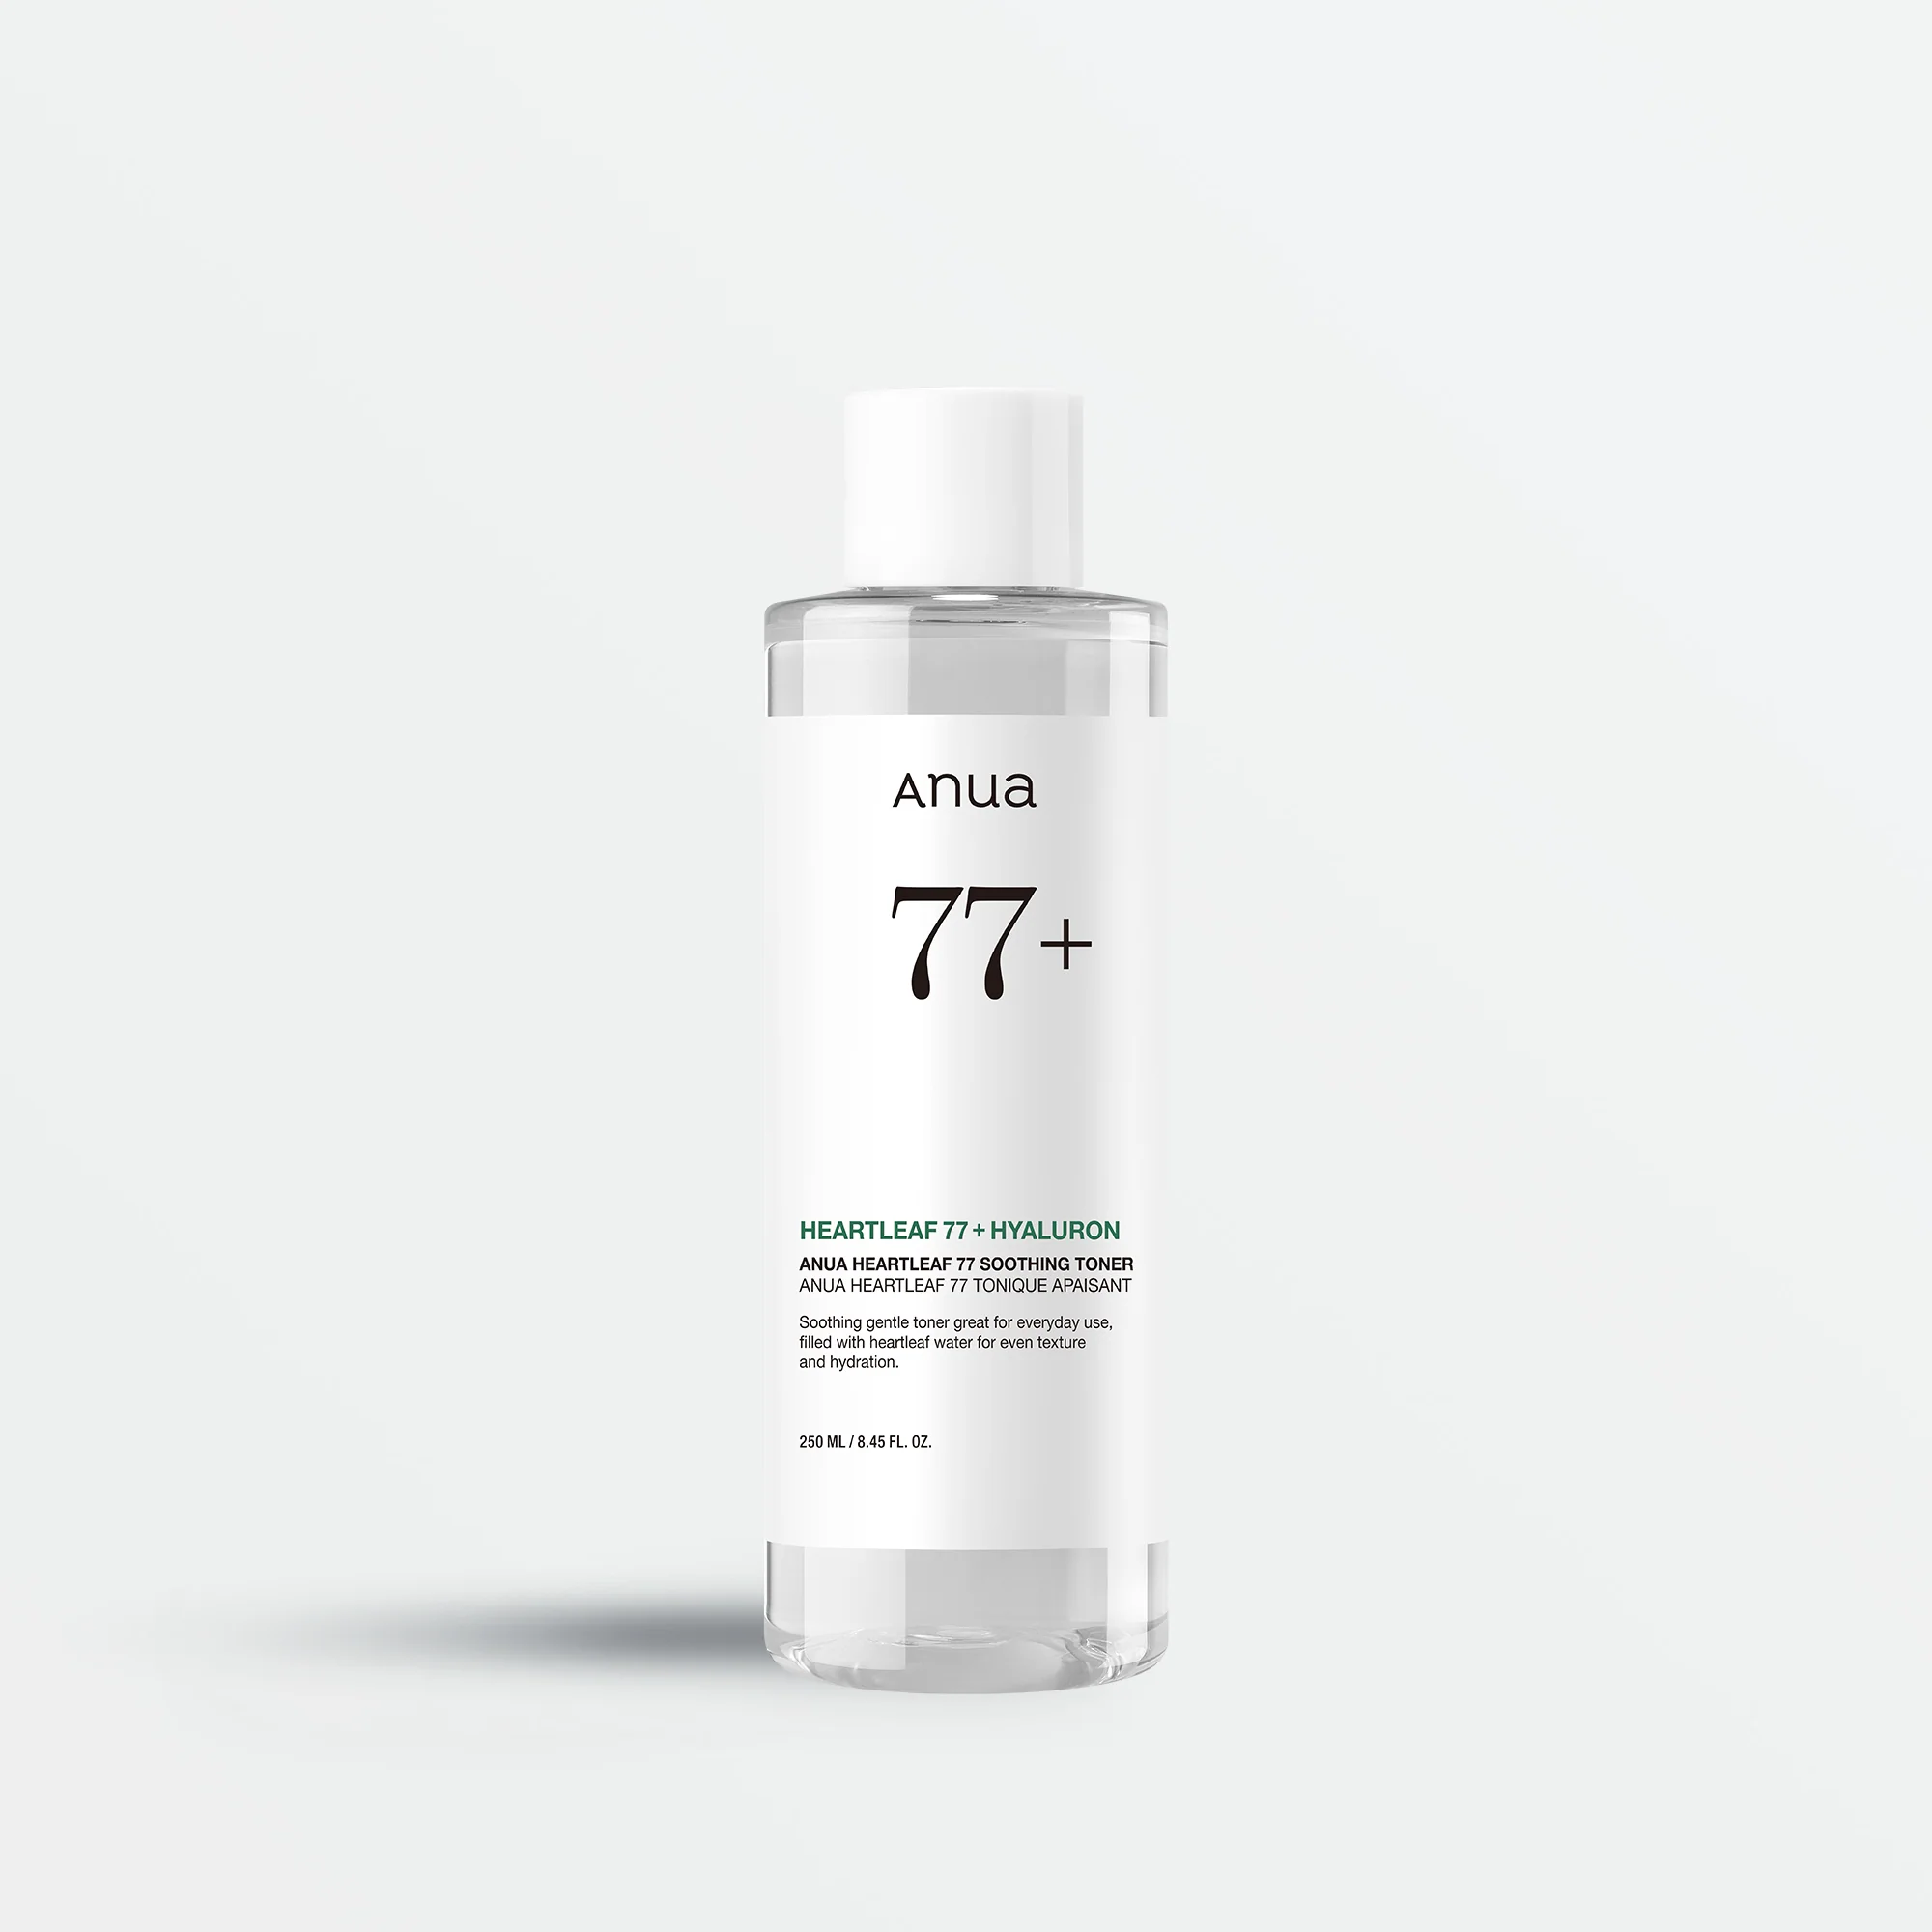 Anua
77+
HEARTLEAF 77+HYALURON
ANUA HEARTLEAF 77 SOOTHING TONER
ANUA HEARTLEAF 77 TONIQUE APAISANT
Soothing gentle toner great for everyday use,
filled with heartleaf water for even texture
and hydration.
250 ML / 8.45 FL. OZ.